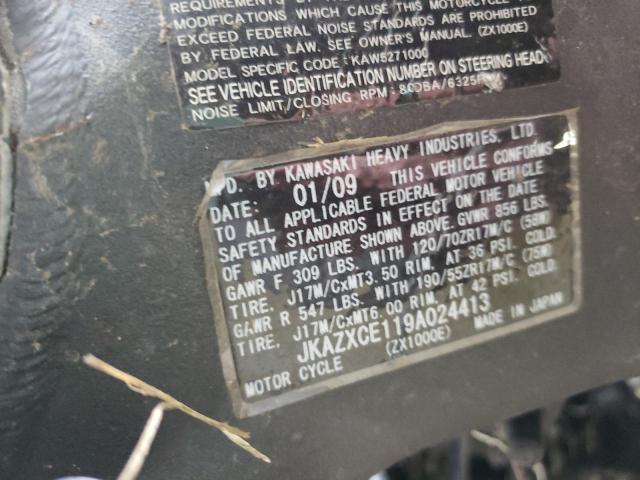 REQUIREMENTS
MODIFICATIONS WHICH CAUSE THIS MOTORCYCLE TO
EXCEED FEDERAL NOISE STANDARDS ARE PROHIBITED
BY FEDERAL LAW. SEE OWNER'S MANUAL. (ZX1000E)
MODEL SPECIFIC CODE: KAW5271000
SEE VEHICLE IDENTIFICATION NUMBER ON STEERING HEAD
NOISE LIMIT/CLOSING RPM: 80DBA/6325RPM
MFD. BY KAWASAKI HEAVY INDUSTRIES, LTD.
DATE: 01/09 THIS VEHICLE CONFORMS
TO ALL APPLICABLE FEDERAL MOTOR VEHICLE
SAFETY STANDARDS IN EFFECT ON THE DATE
OF MANUFACTURE SHOWN ABOVE. GVWR 856 LBS.
GAWR F 309 LBS. WITH 120/70ZR17M/C (58W)
TIRE, J17M/CxMT3.50 RIM, AT 36 PSI. COLD.
GAWR R 547 LBS. WITH 190/55ZR17M/C (75W)
TIRE, J17M/CxMT6.00 RIM, AT 42 PSI. COLD.
JKAZXCE119A024413
MOTOR CYCLE (ZX1000E) MADE IN JAPAN